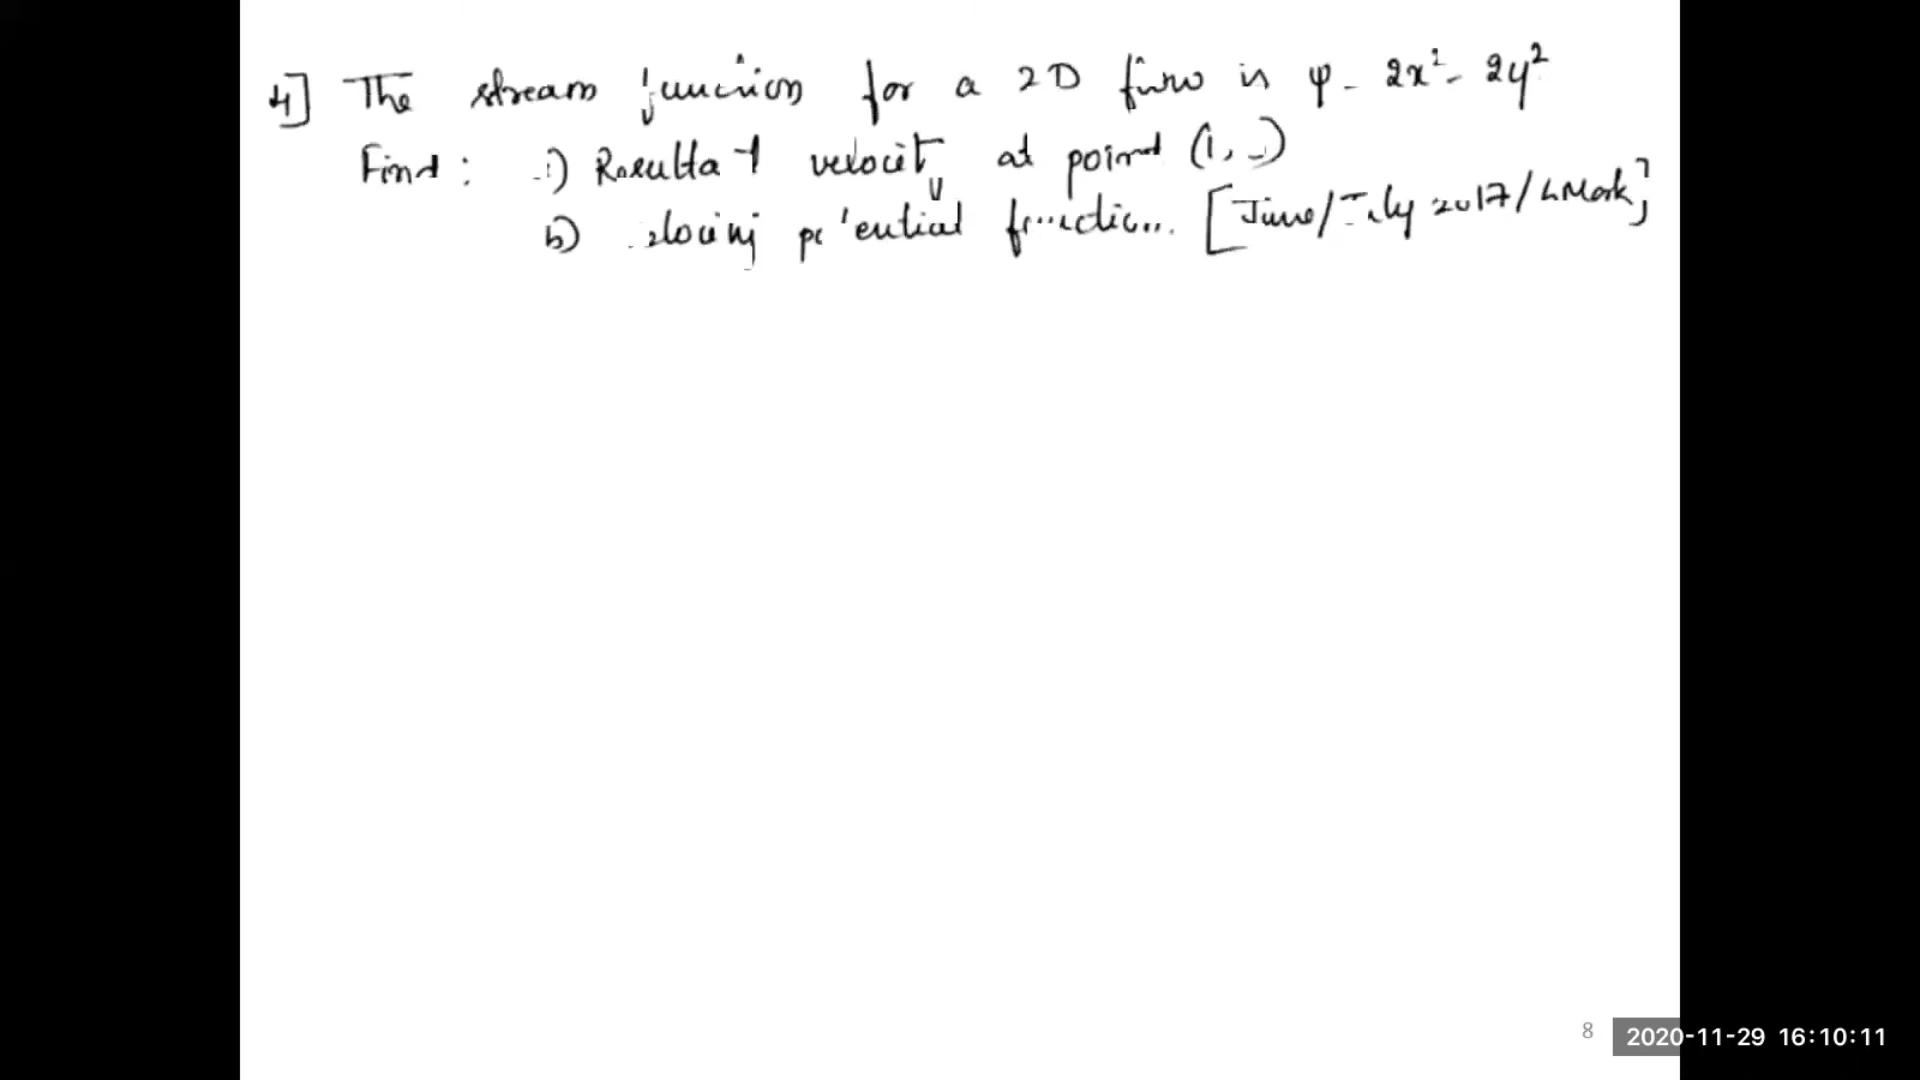 4] The stream function for a 2D flow is ψ - 2x² - 2y²
Find : Resultant velocity at point (1,
b) potential function. [June/July 2017/4Mark]
8
2020-11-29 16:10:11